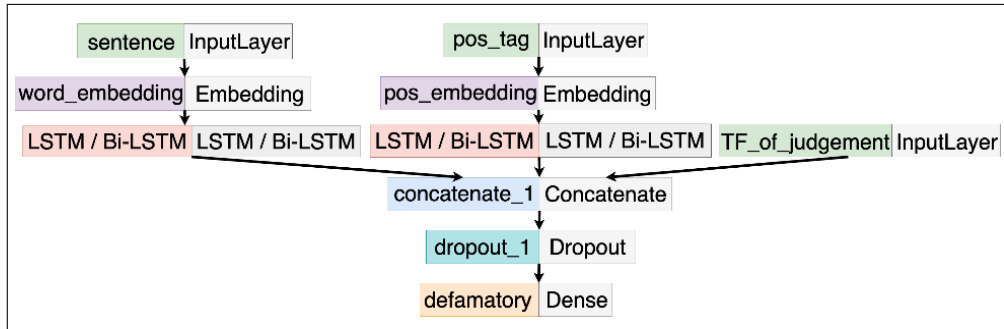 sentence InputLayer
pos_tag InputLayer
word_embedding Embedding
pos_embedding Embedding
LSTM / Bi-LSTM LSTM / Bi-LSTM
LSTM / Bi-LSTM LSTM / Bi-LSTM
TF_of_judgement InputLayer
concatenate_1 Concatenate
dropout_1 Dropout
defamatory Dense